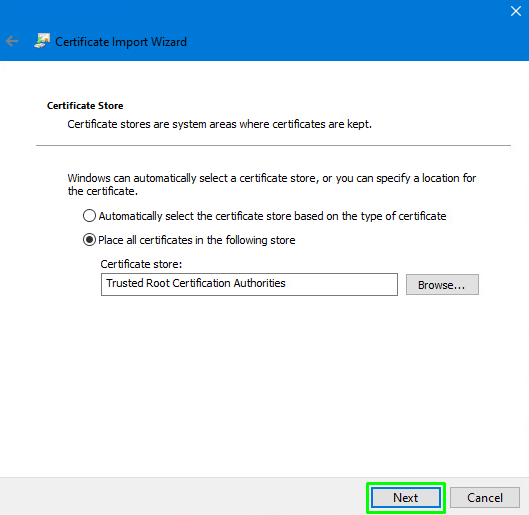 Certificate Import Wizard
Certificate Store
Certificate stores are system areas where certificates are kept.
Windows can automatically select a certificate store, or you can specify a location for
the certificate.
Automatically select the certificate store based on the type of certificate
Place all certificates in the following store
Certificate store:
Trusted Root Certification Authorities
Browse...
Next
Cancel